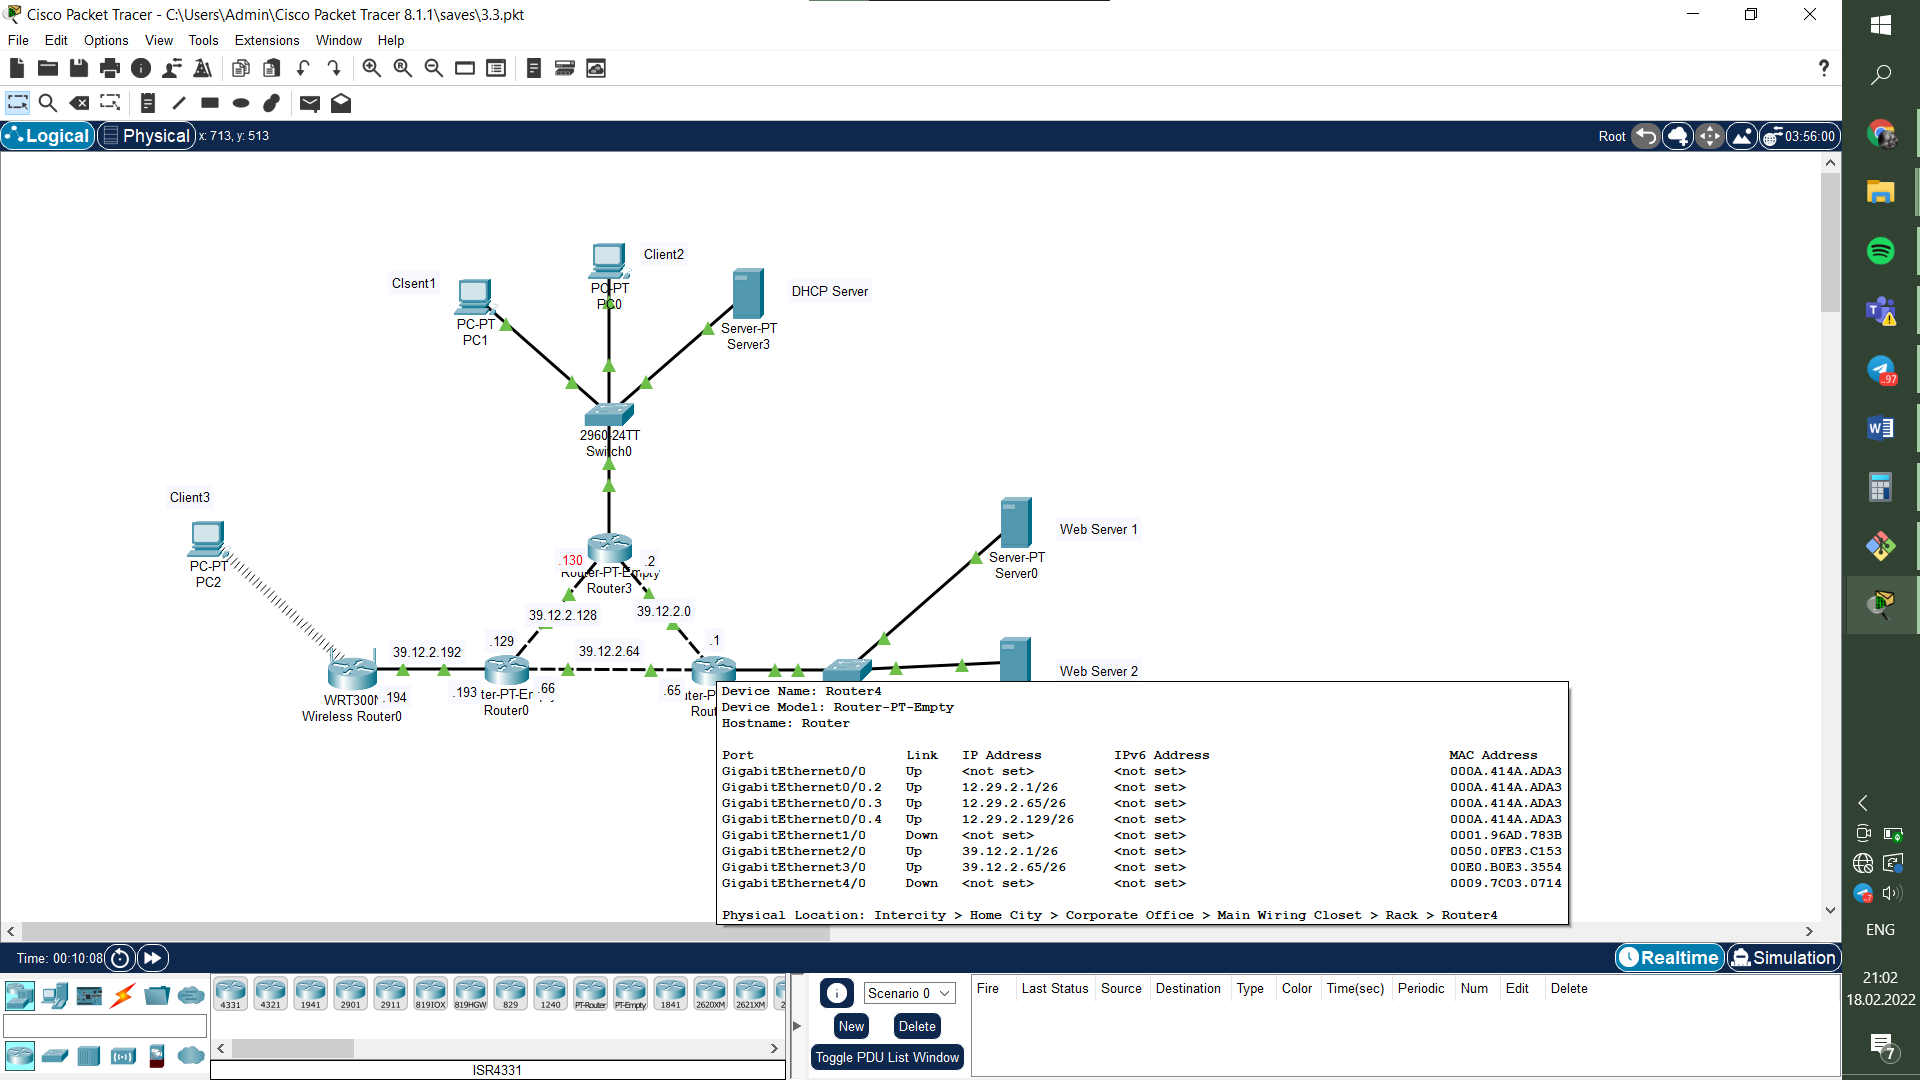 Cisco Packet Tracer - C:\Users\Admin\Cisco Packet Tracer 8.1.1\saves\3.3.pkt
File Edit Options View Tools Extensions Window Help
?
Logical Physical x: 713, y: 513
Root 03:56:00
Client2
Clsent1
PC-PT
PC0
DHCP Server
PC-PT
PC1
Server-PT
Server3
2960-24TT
Switch0
Client3
Web Server 1
PC-PT
PC2
.130
.2
Router-PT-Empty
Router3
Server-PT
Server0
39.12.2.128
39.12.2.0
.129
.1
39.12.2.192
39.12.2.64
Web Server 2
WRT300N
.194
Wireless Router0
.193
.66
Router0
.65
Device Name: Router4
Device Model: Router-PT-Empty
Hostname: Router
Port Link IP Address IPv6 Address MAC Address
GigabitEthernet0/0 Up <not set> <not set> 000A.414A.ADA3
GigabitEthernet0/0.2 Up 12.29.2.1/26 <not set> 000A.414A.ADA3
GigabitEthernet0/0.3 Up 12.29.2.65/26 <not set> 000A.414A.ADA3
GigabitEthernet0/0.4 Up 12.29.2.129/26 <not set> 000A.414A.ADA3
GigabitEthernet1/0 Down <not set> <not set> 0001.96AD.783B
GigabitEthernet2/0 Up 39.12.2.1/26 <not set> 0050.0FE3.C153
GigabitEthernet3/0 Up 39.12.2.65/26 <not set> 00E0.B0E3.3554
GigabitEthernet4/0 Down <not set> <not set> 0009.7C03.0714
Physical Location: Intercity > Home City > Corporate Office > Main Wiring Closet > Rack > Router4
Time: 00:10:08
Realtime Simulation
4331 4321 1941 2901 2911 819IOX 819HGW 829 1240 PT-Router PT-Empty 1841 2620XM 2621XM
ISR4331
Scenario 0
New Delete
Toggle PDU List Window
Fire Last Status Source Destination Type Color Time(sec) Periodic Num Edit Delete
..97
ENG
21:02
18.02.2022
7